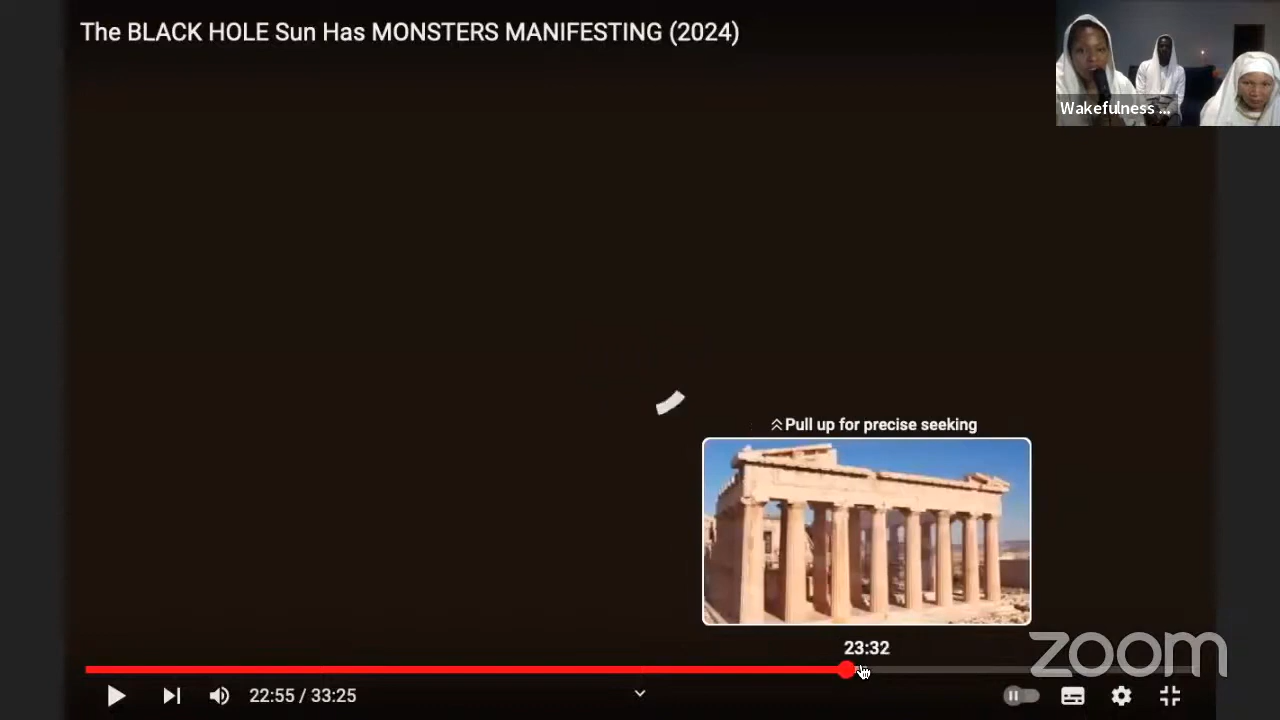 The BLACK HOLE Sun Has MONSTERS MANIFESTING (2024)
Wakefulness ...
Pull up for precise seeking
23:32
zoom
22:55 / 33:25